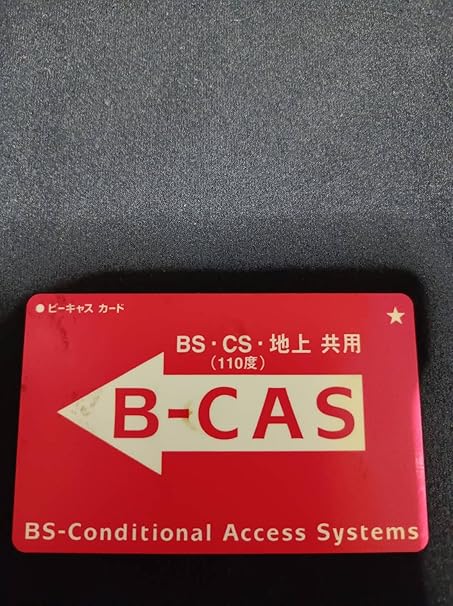 ●ビーキャス カード ★
BS・CS・地上 共用
（110度）
B-CAS
BS-Conditional Access Systems